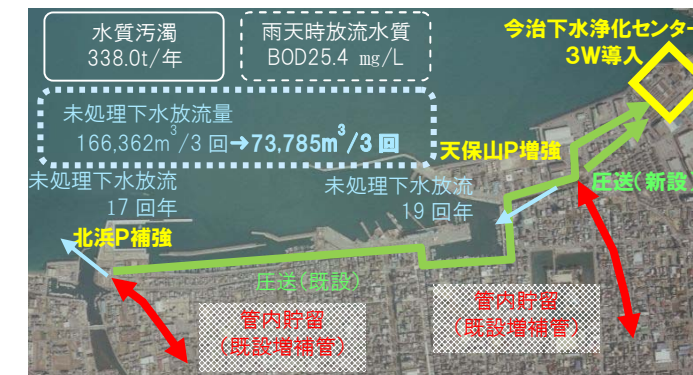 水質汚濁
338.0t/年
雨天時放流水質
BOD25.4 mg/L
今治下水浄化センター
3W導入
未処理下水放流量
166,362m³/3 回➜73,785m³/3 回
天保山P増強
未処理下水放流
17 回年
未処理下水放流
19 回年
圧送(新設)
北浜P補強
圧送(既設)
管内貯留
(既設増補管)
管内貯留
(既設増補管)